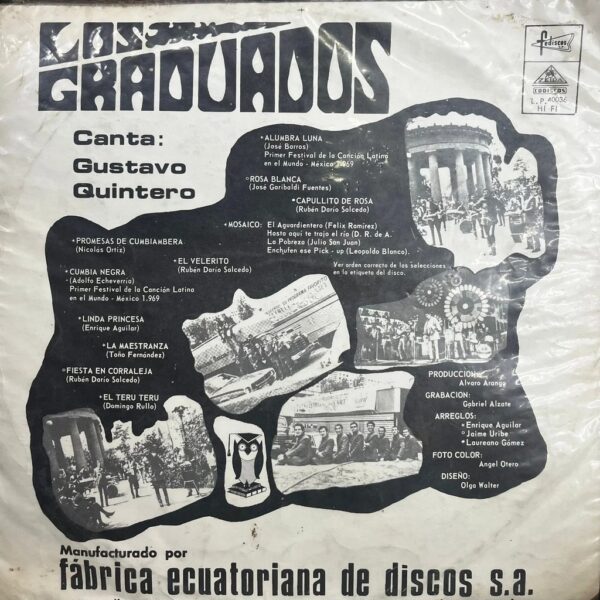 LOS
GRADUADOS
fediscos
CODISCOS
L.P. 40036
HI-FI
Canta:
Gustavo
Quintero
•ALUMBRA LUNA
(José Barros)
Primer Festival de la Canción Latina
en el Mundo - México 1.969
•ROSA BLANCA
(José Garibaldi Fuentes)
•CAPULLITO DE ROSA
(Rubén Darío Salcedo)
•MOSAICO: El Aguardientero (Felix Ramírez)
Hasta aquí te trajo el río (D. R. de A.
La Pobreza (Julio San Juan)
Enchufen ese Pick - up (Leopoldo Blanco).
Ver orden correcto de las selecciones
en la etiqueta del disco.
•PROMESAS DE CUMBIAMBERA
(Nicolas Ortiz)
•EL VELERITO
(Rubén Darío Salcedo)
•CUMBIA NEGRA
(Adolfo Echeverría)
Primer Festival de la Canción Latina
en el Mundo - México 1.969
•LINDA PRINCESA
(Enrique Aguilar)
•LA MAESTRANZA
(Toño Fernández)
•FIESTA EN CORRALEJA
(Rubén Darío Salcedo)
•EL TERU TERU
(Domingo Rullo)
PRODUCCION:
Alvaro Arango
GRABACION:
Gabriel Alzate
ARREGLOS:
•Enrique Aguilar
•Jaime Uribe
•Laureano Gómez
FOTO COLOR:
Angel Otero
DISEÑO:
Olga Walter
Manufacturado por
fábrica ecuatoriana de discos s.a.